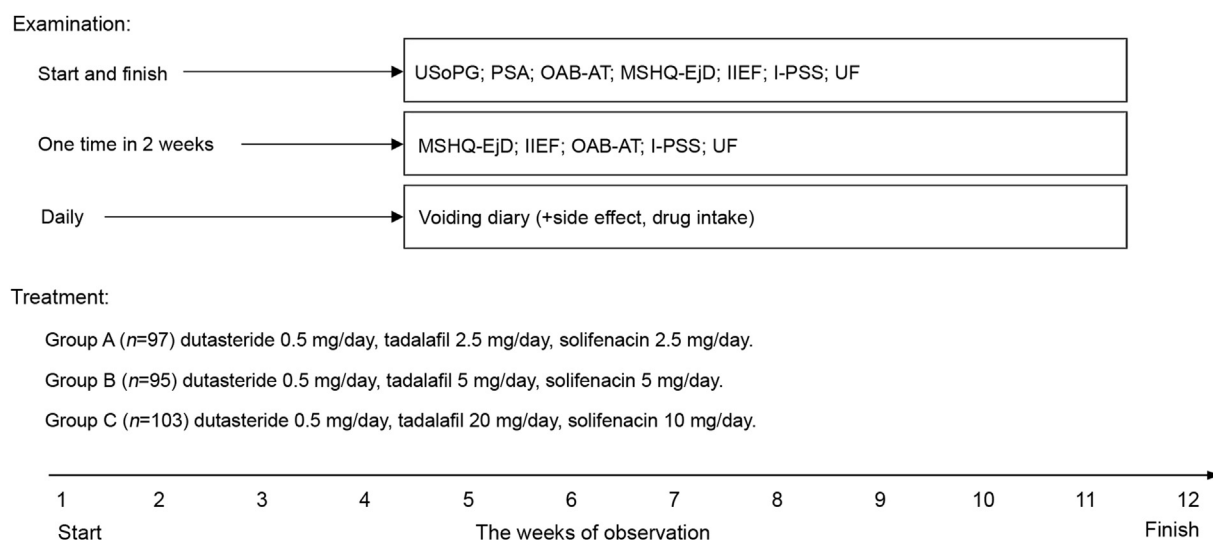 Examination:
Start and finish
USoPG; PSA; OAB-AT; MSHQ-EjD; IIEF; I-PSS; UF
One time in 2 weeks
MSHQ-EjD; IIEF; OAB-AT; I-PSS; UF
Daily
Voiding diary (+side effect, drug intake)
Treatment:
Group A (n=97) dutasteride 0.5 mg/day, tadalafil 2.5 mg/day, solifenacin 2.5 mg/day.
Group B (n=95) dutasteride 0.5 mg/day, tadalafil 5 mg/day, solifenacin 5 mg/day.
Group C (n=103) dutasteride 0.5 mg/day, tadalafil 20 mg/day, solifenacin 10 mg/day.
1 2 3 4 5 6 7 8 9 10 11 12
Start The weeks of observation Finish